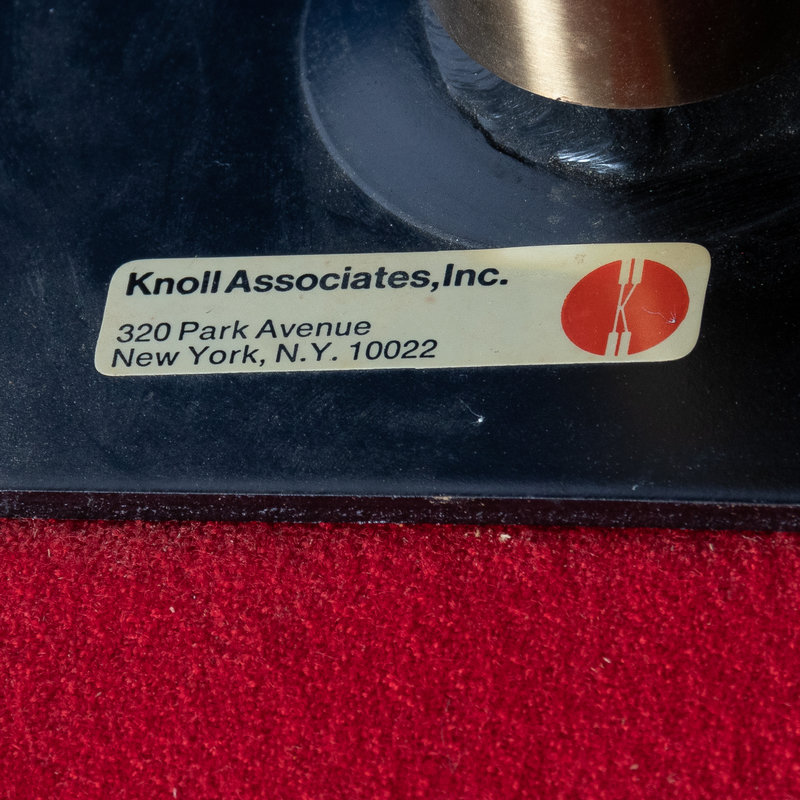 Knoll Associates, Inc.
320 Park Avenue
New York, N.Y. 10022
K